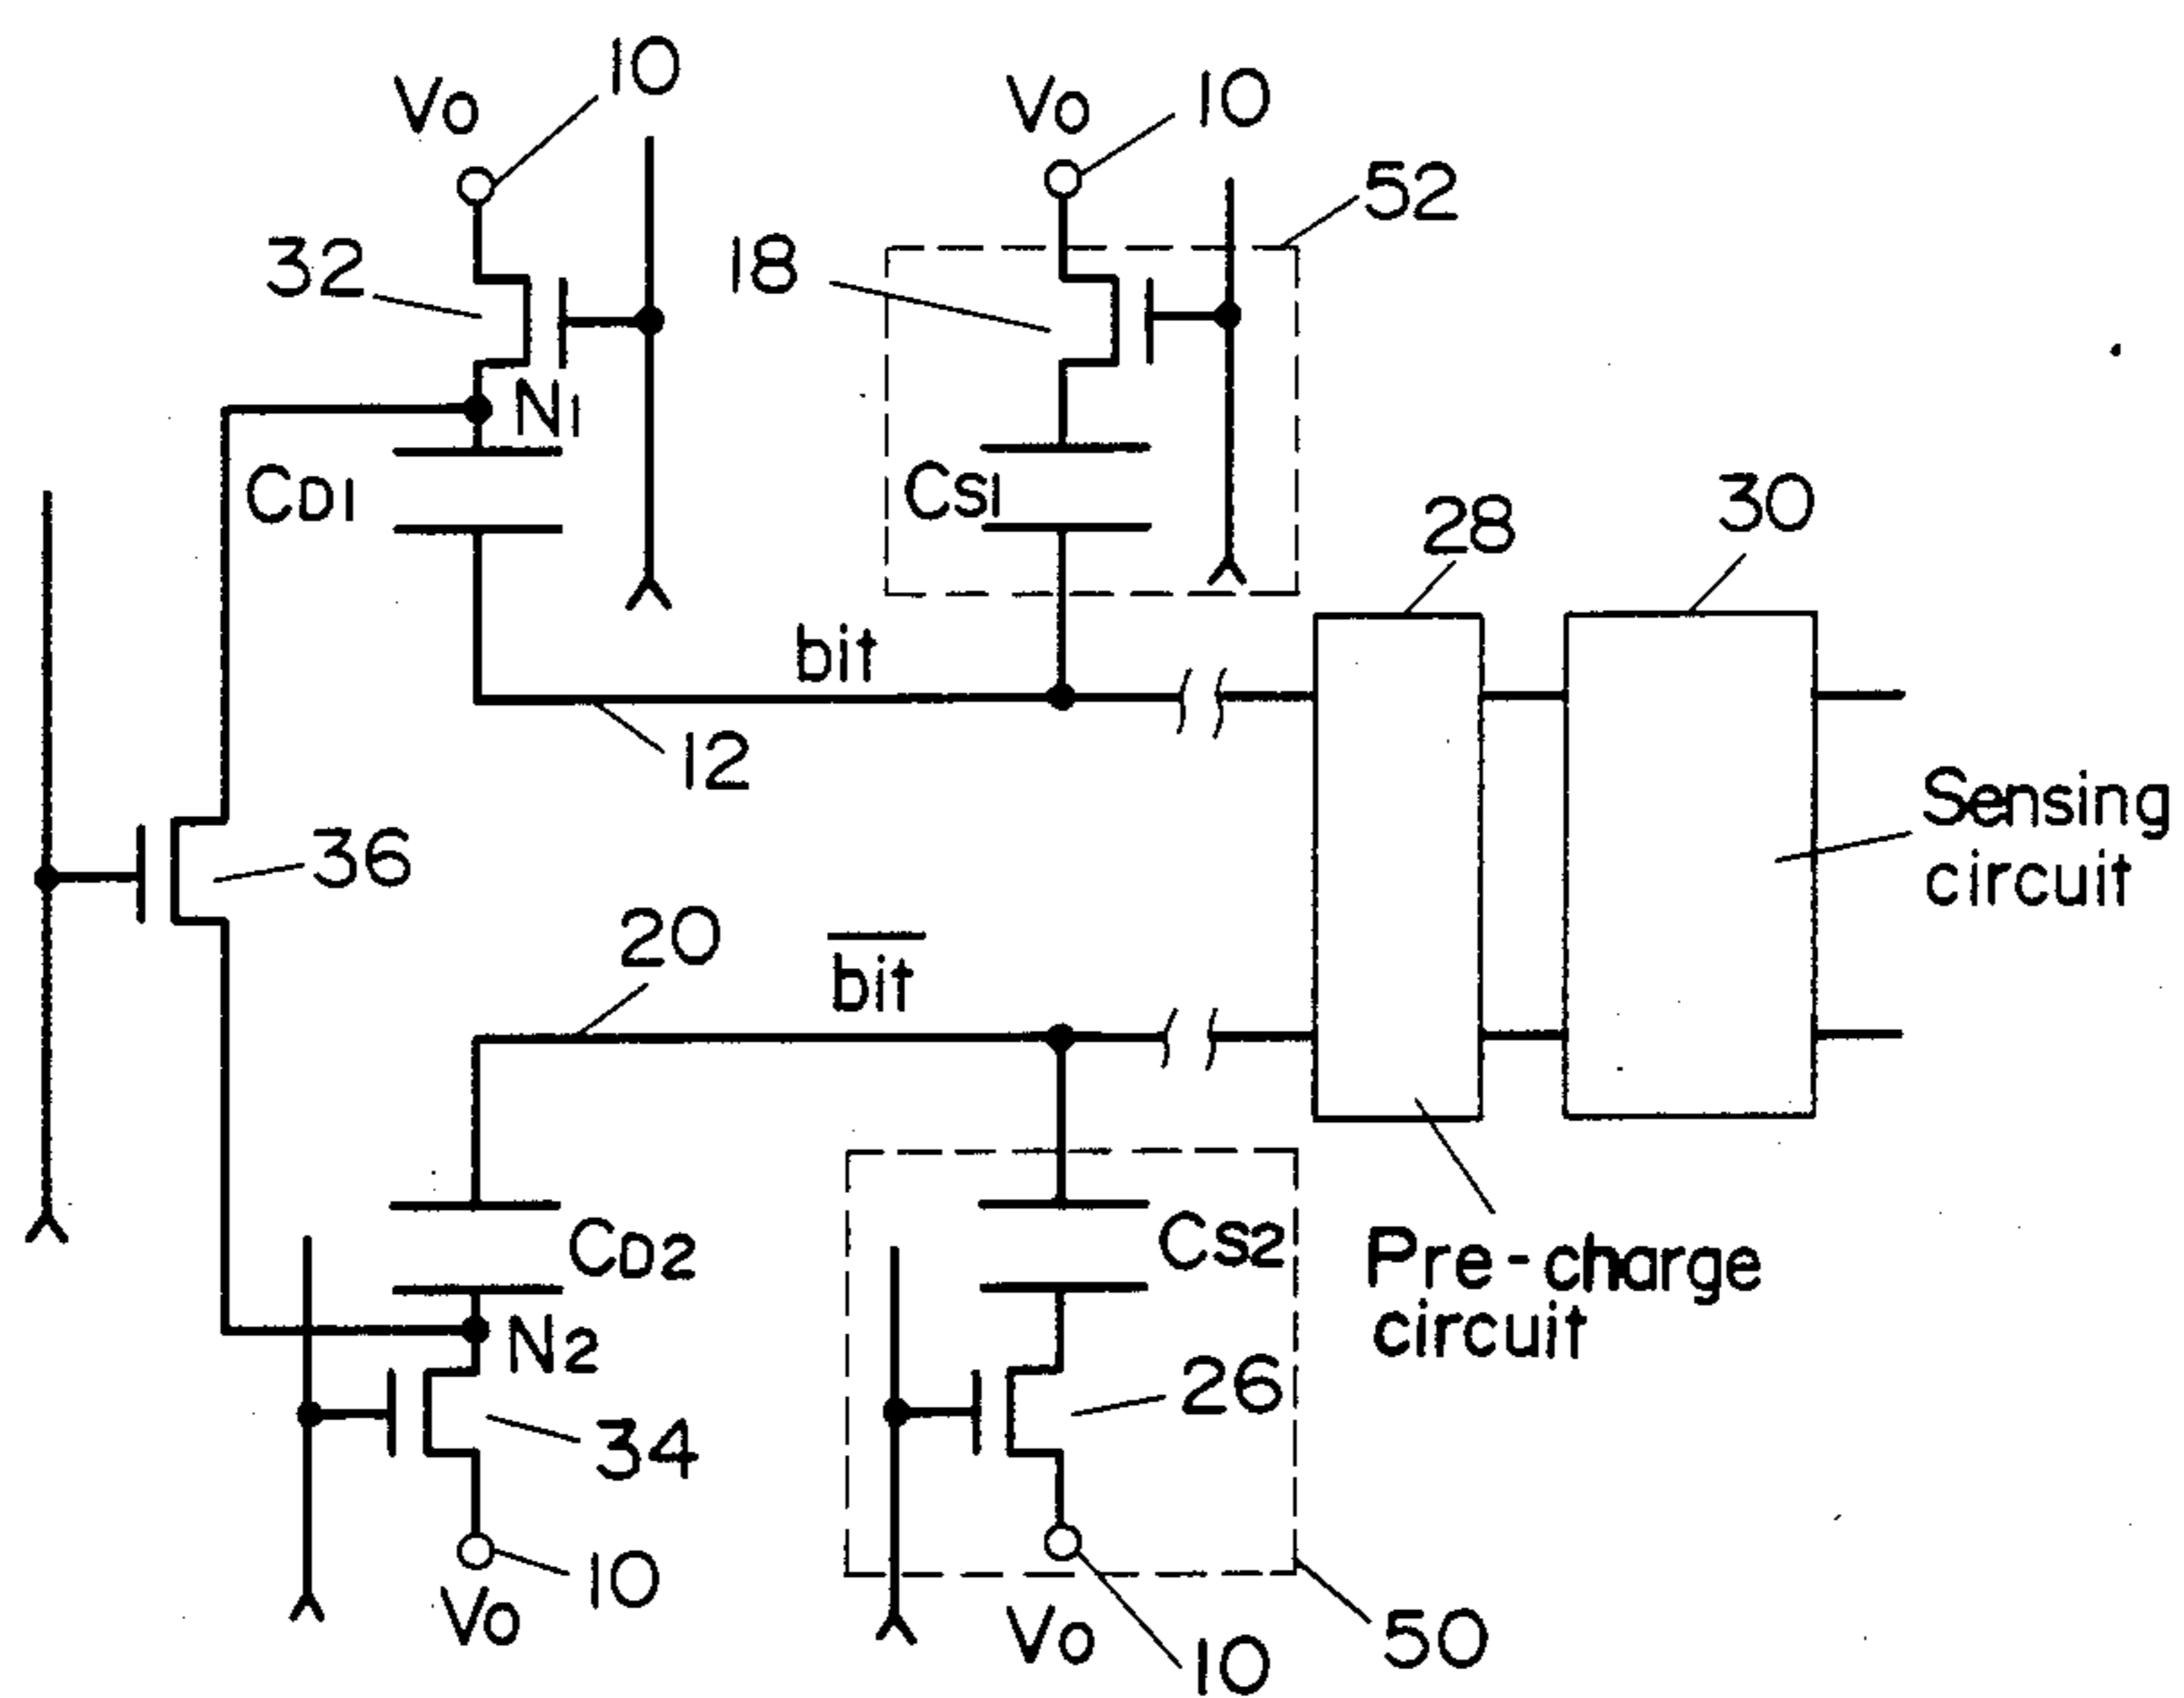 Vo
10
Vo
10
52
32
18
N1
CD1
CS1
28
30
bit
12
Sensing
circuit
36
20
b̅i̅t̅
CD2
CS2
Pre-charge
circuit
N2
26
34
10
Vo
Vo
10
50